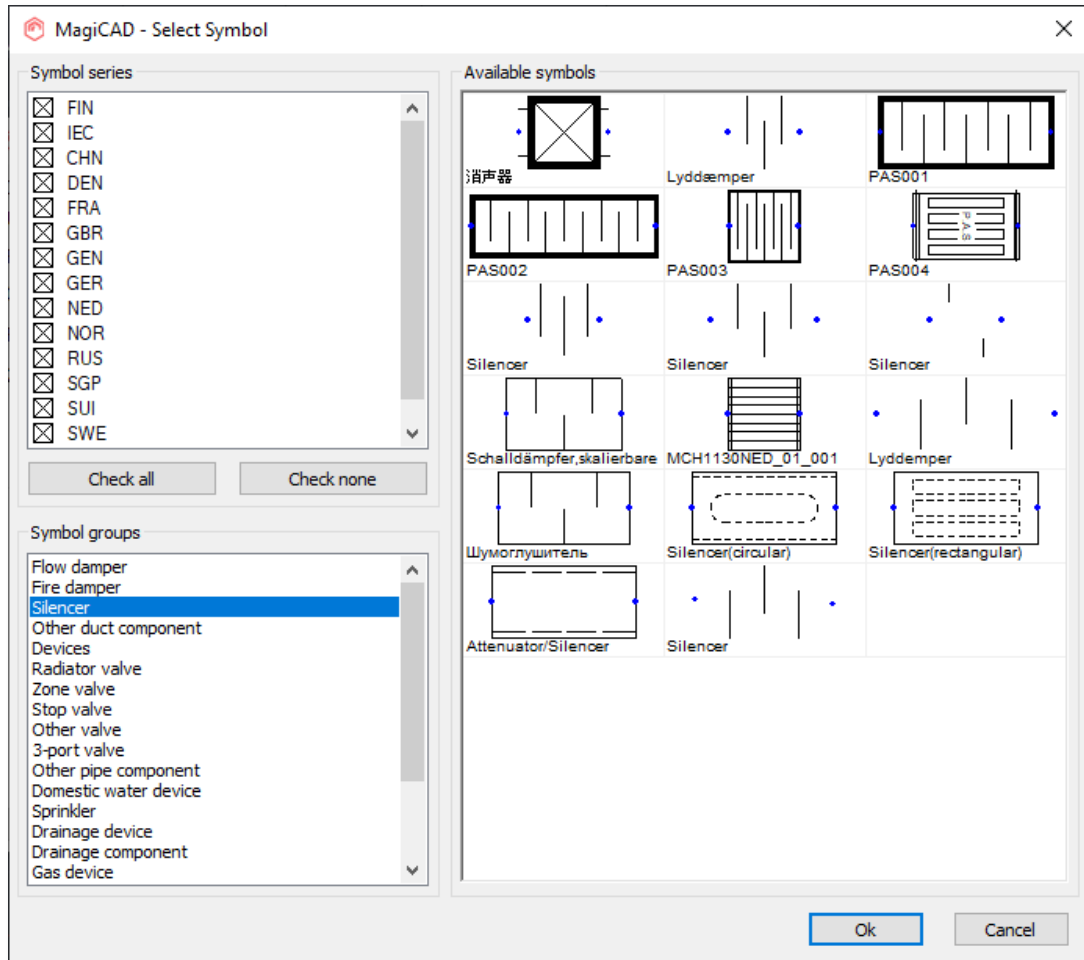 MagiCAD - Select Symbol
Symbol series
FIN
IEC
CHN
DEN
FRA
GBR
GEN
GER
NED
NOR
RUS
SGP
SUI
SWE
Check all Check none
Symbol groups
Flow damper
Fire damper
Silencer
Other duct component
Devices
Radiator valve
Zone valve
Stop valve
Other valve
3-port valve
Other pipe component
Domestic water device
Sprinkler
Drainage device
Drainage component
Gas device
Available symbols
消声器 Lyddæmper PAS001
PAS
PAS002 PAS003 PAS004
Silencer Silencer Silencer
Schalldämpfer,skalierbare MCH1130NED_01_001 Lyddemper
Шумоглушитель Silencer(circular) Silencer(rectangular)
Attenuator/Silencer Silencer
Ok Cancel